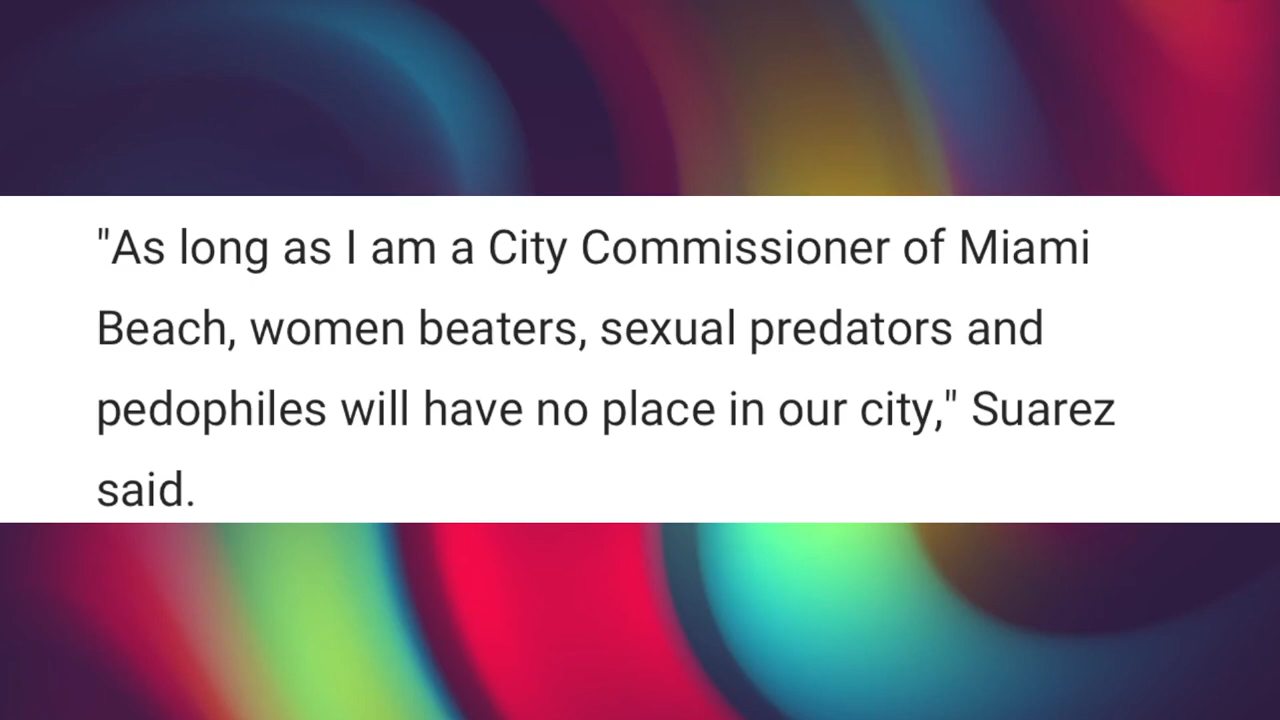 "As long as I am a City Commissioner of Miami
Beach, women beaters, sexual predators and
pedophiles will have no place in our city," Suarez
said.